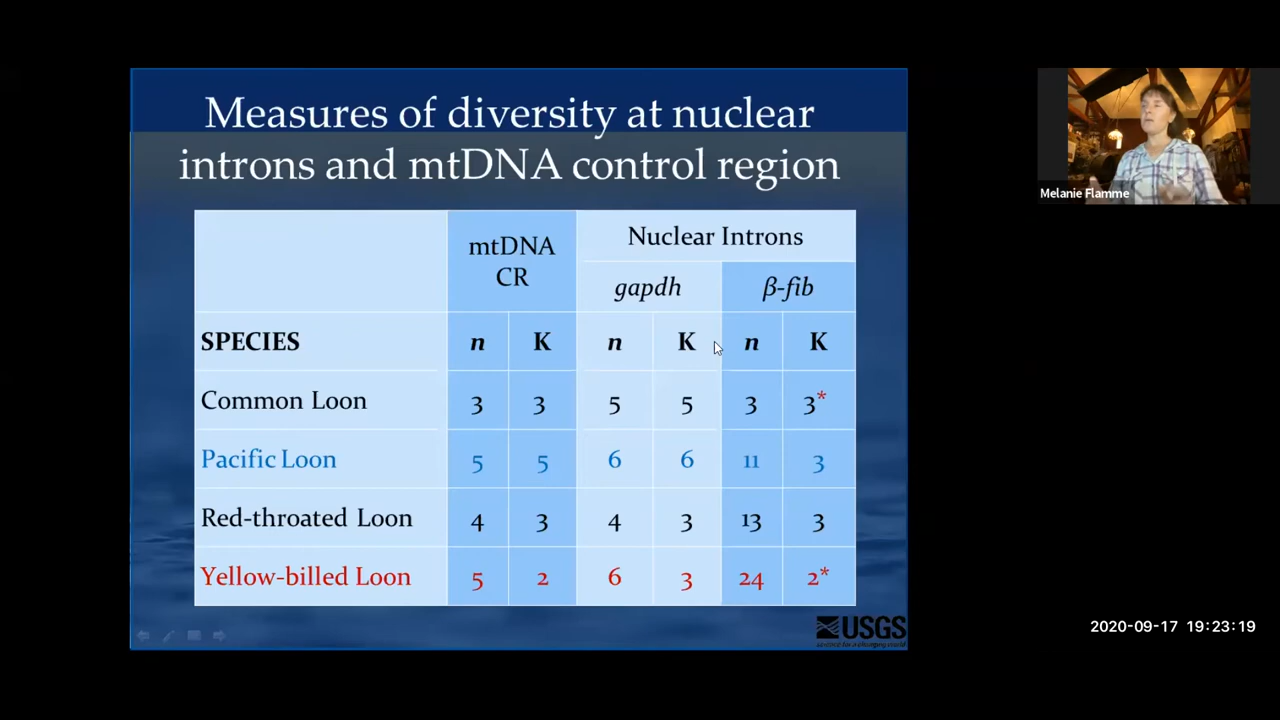 Measures of diversity at nuclear
introns and mtDNA control region
mtDNA
CR
Nuclear Introns
gapdh
β-fib
SPECIES n K n K n K
Common Loon 3 3 5 5 3 3*
Pacific Loon 5 5 6 6 11 3
Red-throated Loon 4 3 4 3 13 3
Yellow-billed Loon 5 2 6 3 24 2*
USGS
Melanie Flamme
2020-09-17 19:23:19